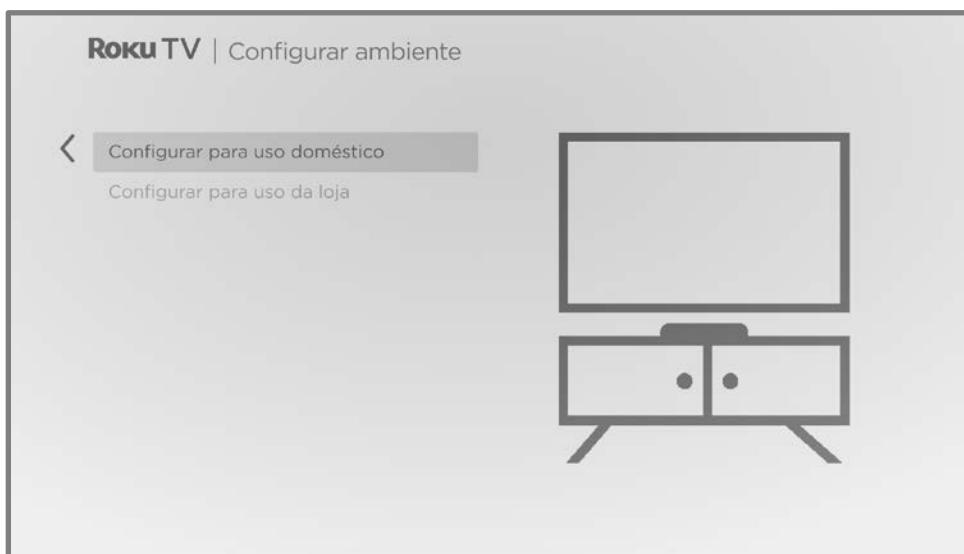 Roku TV | Configurar ambiente
Configurar para uso doméstico
Configurar para uso da loja